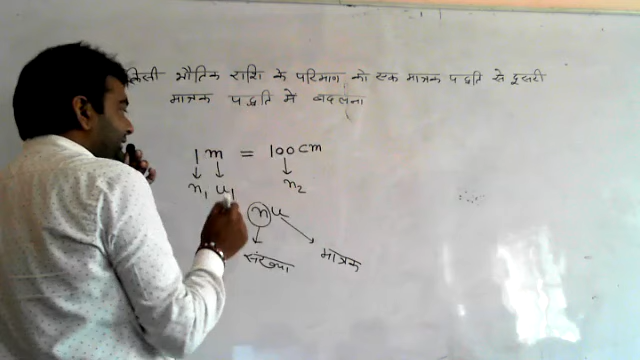 किसी भौतिक राशि के परिमाण को एक मात्रक पद्धति से दूसरी
मात्रक पद्धति में बदलना
1 m = 100 cm
n₁ u₁ n₂
n u
संख्या मात्रक